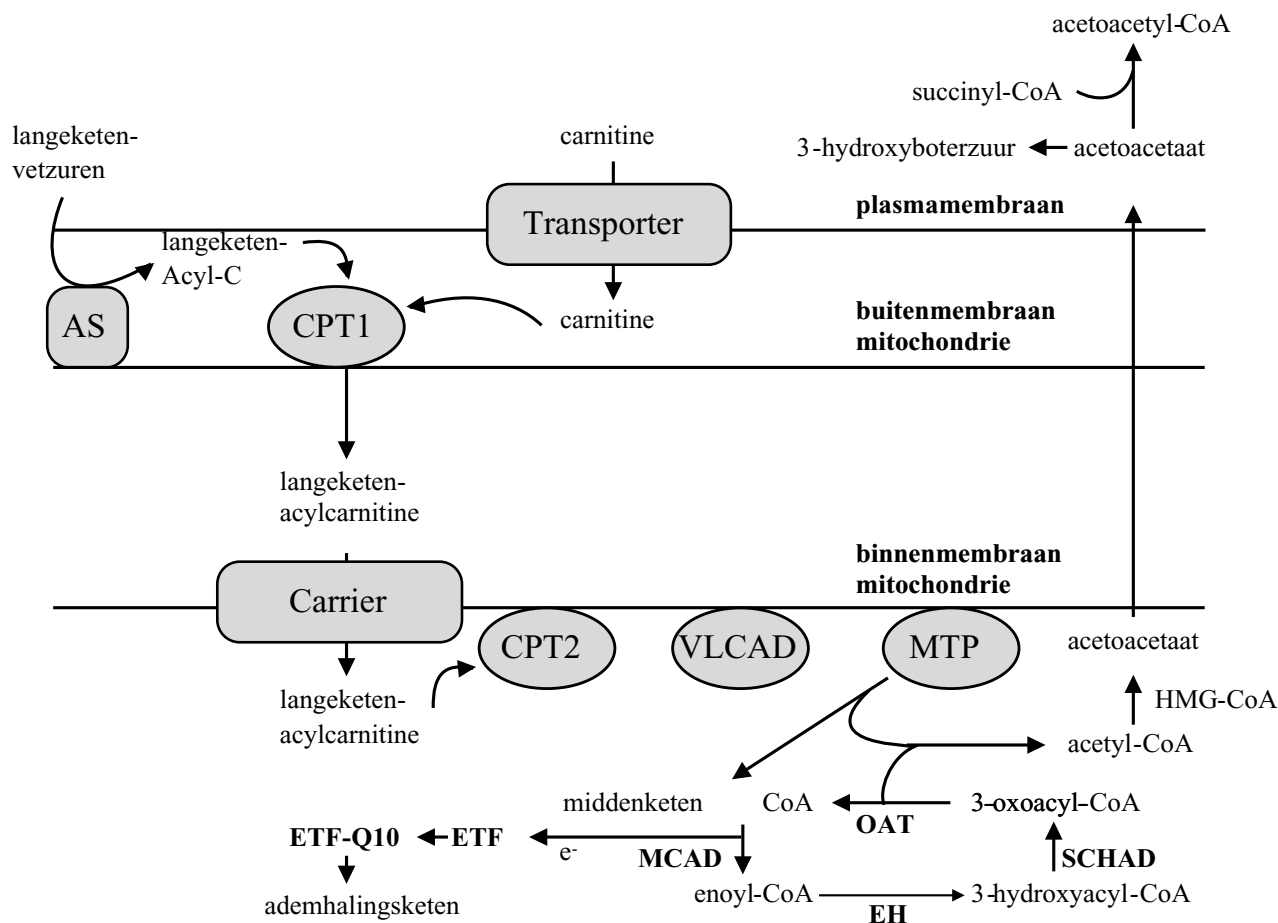 acetoacetyl-CoA
succinyl-CoA
langeketen-
vetzuren
carnitine
3-hydroxyboterzuur
acetoacetaat
Transporter
plasmamembraan
langeketen-
Acyl-C
AS
CPT1
carnitine
buitenmembraan
mitochondrie
langeketen-
acylcarnitine
binnenmembraan
mitochondrie
Carrier
CPT2
VLCAD
MTP
acetoacetaat
langeketen-
acylcarnitine
HMG-CoA
acetyl-CoA
middenketen CoA
3-oxoacyl-CoA
OAT
ETF-Q10
ETF
e-
MCAD
SCHAD
ademhalingsketen
enoyl-CoA
EH
3-hydroxyacyl-CoA